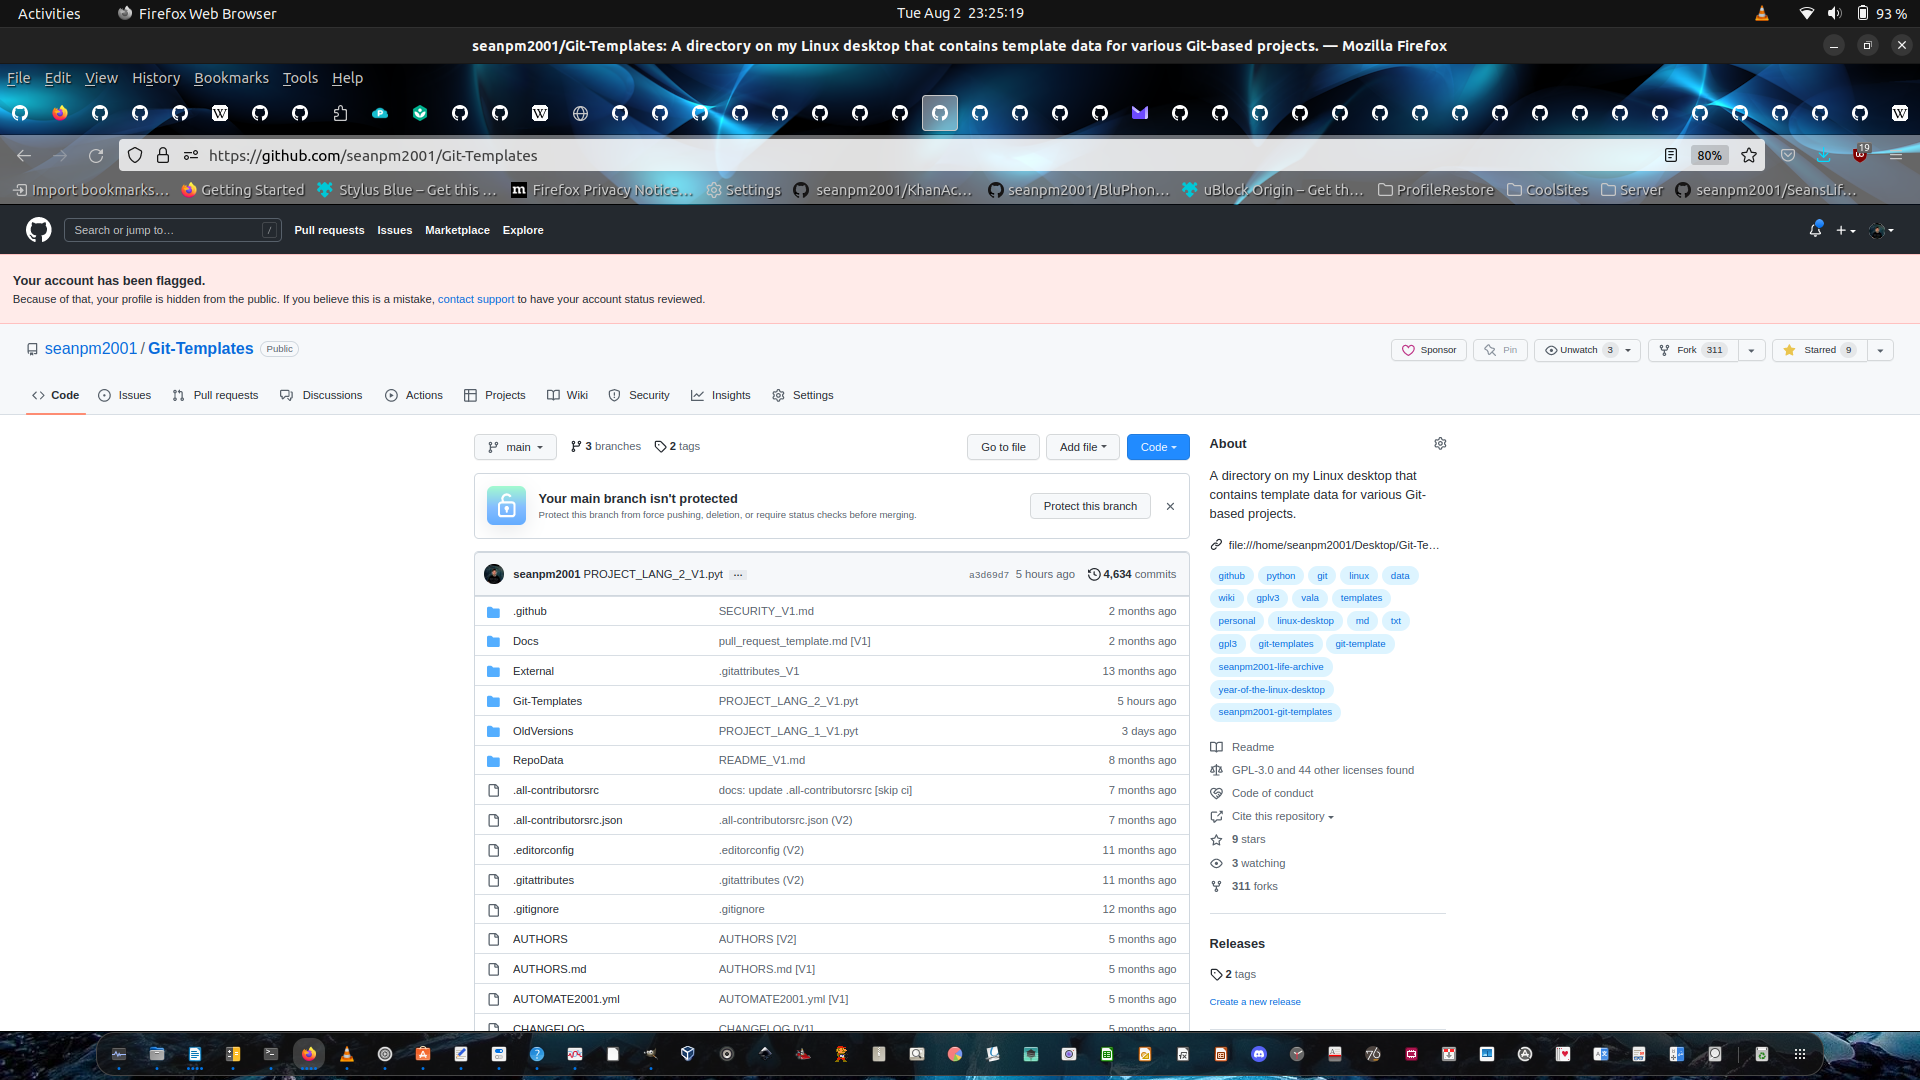 Activities
Firefox Web Browser
Tue Aug 2 23:25:19
93 %
seanpm2001/Git-Templates: A directory on my Linux desktop that contains template data for various Git-based projects. — Mozilla Firefox
File Edit View History Bookmarks Tools Help
https://github.com/seanpm2001/Git-Templates
80%
19
Import bookmarks…
Getting Started
Stylus Blue – Get this …
Firefox Privacy Notice…
Settings
seanpm2001/KhanAc…
seanpm2001/BluPhon…
uBlock Origin – Get th…
ProfileRestore
CoolSites
Server
seanpm2001/SeansLif…
Search or jump to…
/
Pull requests
Issues
Marketplace
Explore
Your account has been flagged.
Because of that, your profile is hidden from the public. If you believe this is a mistake, contact support to have your account status reviewed.
seanpm2001 / Git-Templates Public
Sponsor
Pin
Unwatch 3
Fork 311
Starred 9
Code
Issues
Pull requests
Discussions
Actions
Projects
Wiki
Security
Insights
Settings
main
3 branches
2 tags
Go to file
Add file
Code
Your main branch isn't protected
Protect this branch from force pushing, deletion, or require status checks before merging.
Protect this branch
seanpm2001 PROJECT_LANG_2_V1.pyt …
a3d69d7 5 hours ago
4,634 commits
.github SECURITY_V1.md 2 months ago
Docs pull_request_template.md [V1] 2 months ago
External .gitattributes_V1 13 months ago
Git-Templates PROJECT_LANG_2_V1.pyt 5 hours ago
OldVersions PROJECT_LANG_1_V1.pyt 3 days ago
RepoData README_V1.md 8 months ago
.all-contributorsrc docs: update .all-contributorsrc [skip ci] 7 months ago
.all-contributorsrc.json .all-contributorsrc.json (V2) 7 months ago
.editorconfig .editorconfig (V2) 11 months ago
.gitattributes .gitattributes (V2) 11 months ago
.gitignore .gitignore 12 months ago
AUTHORS AUTHORS [V2] 5 months ago
AUTHORS.md AUTHORS.md [V1] 5 months ago
AUTOMATE2001.yml AUTOMATE2001.yml [V1] 5 months ago
CHANGELOG CHANGELOG [V1] 5 months ago
About
A directory on my Linux desktop that
contains template data for various Git-
based projects.
file:///home/seanpm2001/Desktop/Git-Te…
github python git linux data
wiki gplv3 vala templates
personal linux-desktop md txt
gpl3 git-templates git-template
seanpm2001-life-archive
year-of-the-linux-desktop
seanpm2001-git-templates
Readme
GPL-3.0 and 44 other licenses found
Code of conduct
Cite this repository
9 stars
3 watching
311 forks
Releases
2 tags
Create a new release